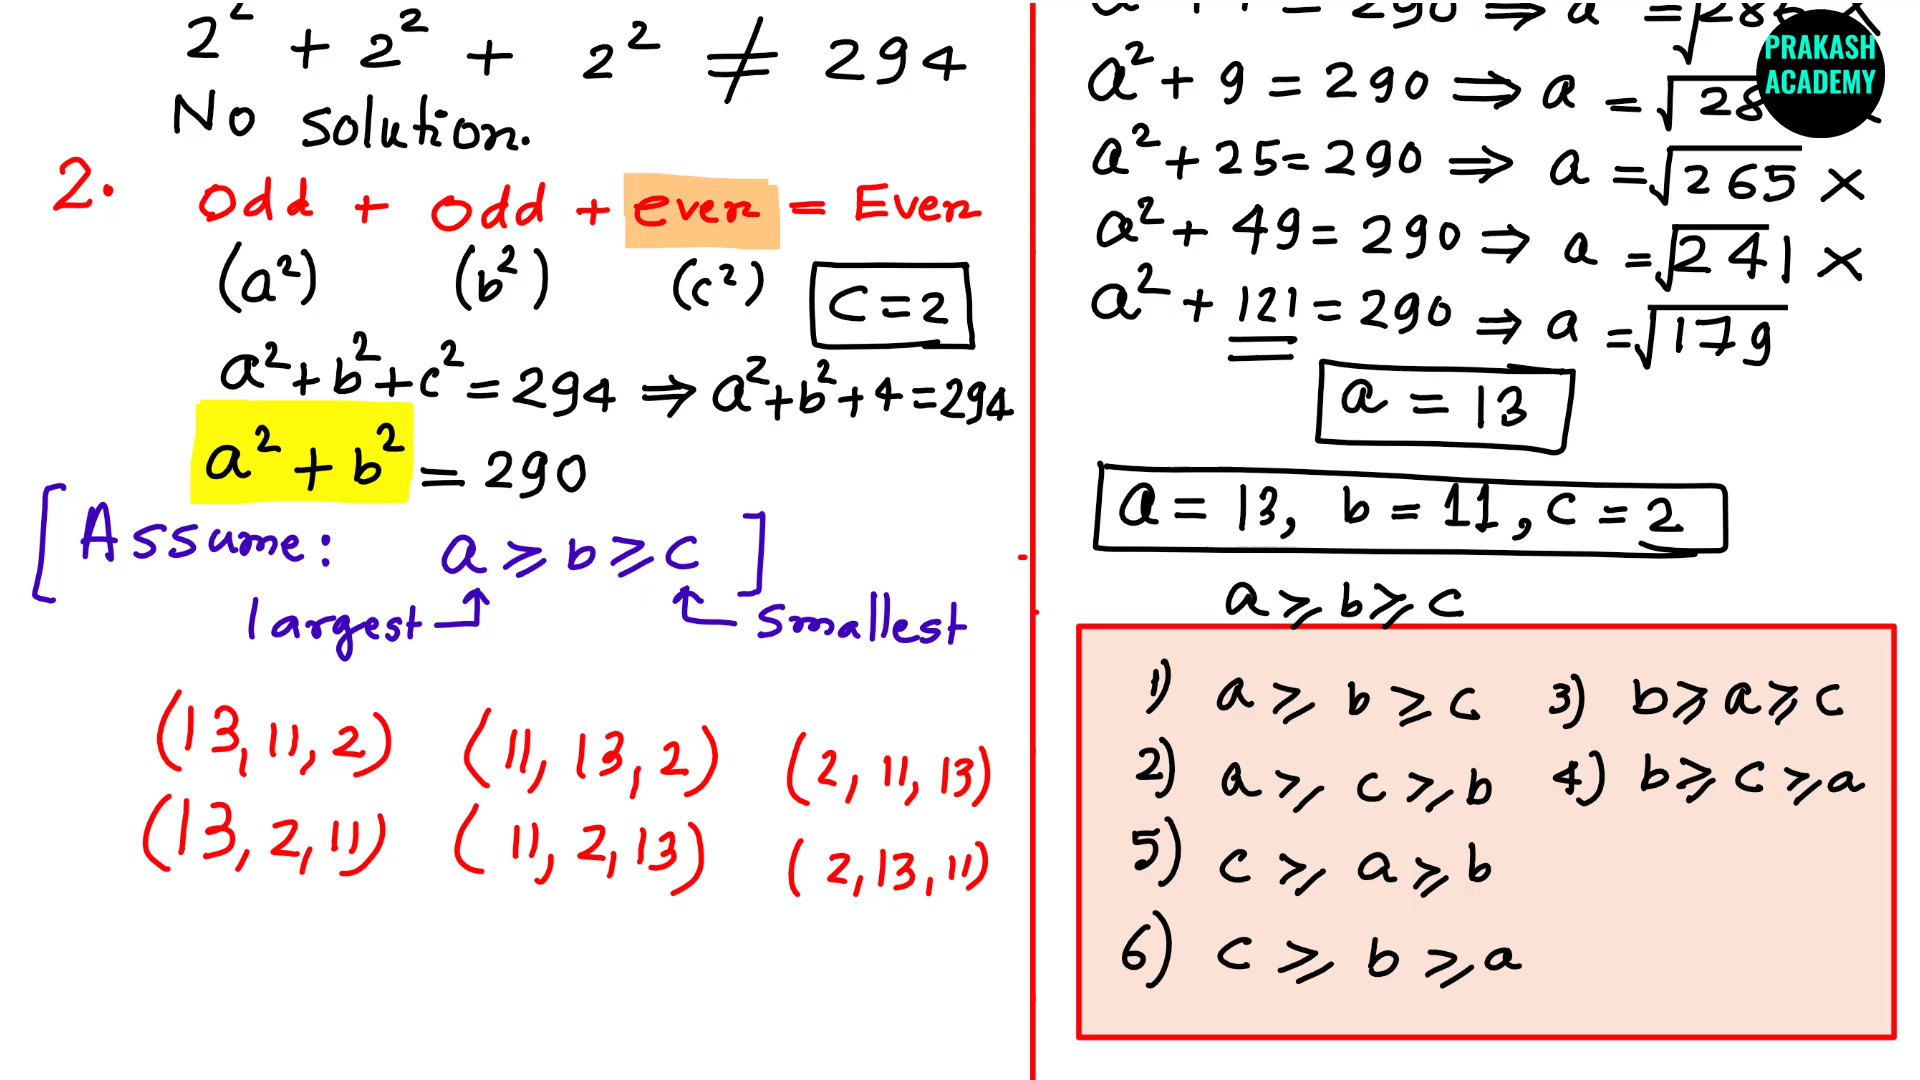 2² + 2² + 2² ≠ 294
No solution.
2. odd + odd + even = Even
(a²) (b²) (c²) C = 2
a² + b² + c² = 294 ⇒ a² + b² + 4 = 294
a² + b² = 290
[Assume: a ≥ b ≥ c]
largest smallest
(13, 11, 2) (11, 13, 2) (2, 11, 13)
(13, 2, 11) (11, 2, 13) (2, 13, 11)
PRAKASH
ACADEMY
a² + 9 = 290 ⇒ a = √28
a² + 25 = 290 ⇒ a = √265 ×
a² + 49 = 290 ⇒ a = √241 ×
a² + 121 = 290 ⇒ a = √179
a = 13
a = 13, b = 11, c = 2
a ≥ b ≥ c
1) a ≥ b ≥ c 3) b ≥ a ≥ c
2) a ≥ c ≥ b 4) b ≥ c ≥ a
5) c ≥ a ≥ b
6) c ≥ b ≥ a